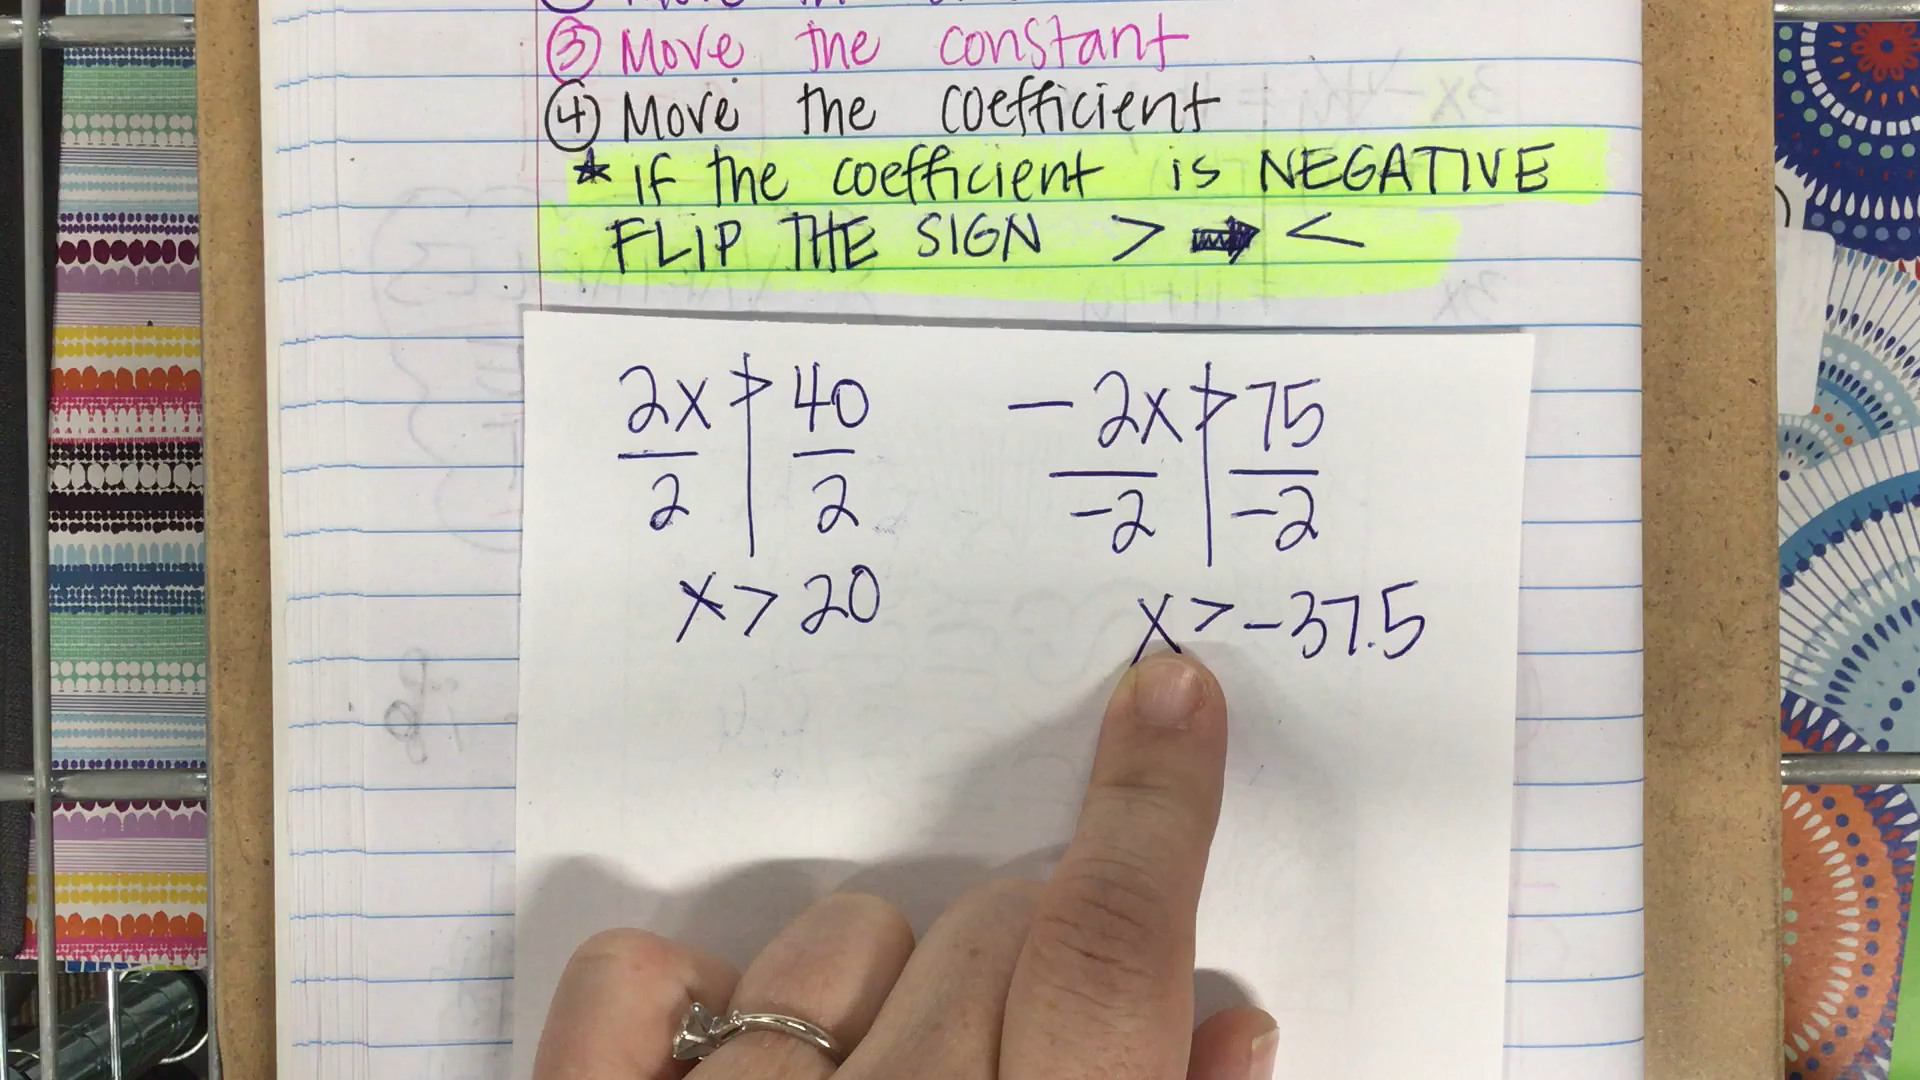 ③ Move the constant
④ Move the coefficient
* if the coefficient is NEGATIVE
FLIP THE SIGN > ➡ <
2x > 40
2 2
x > 20
- 2x > 75
-2 -2
x > -37.5